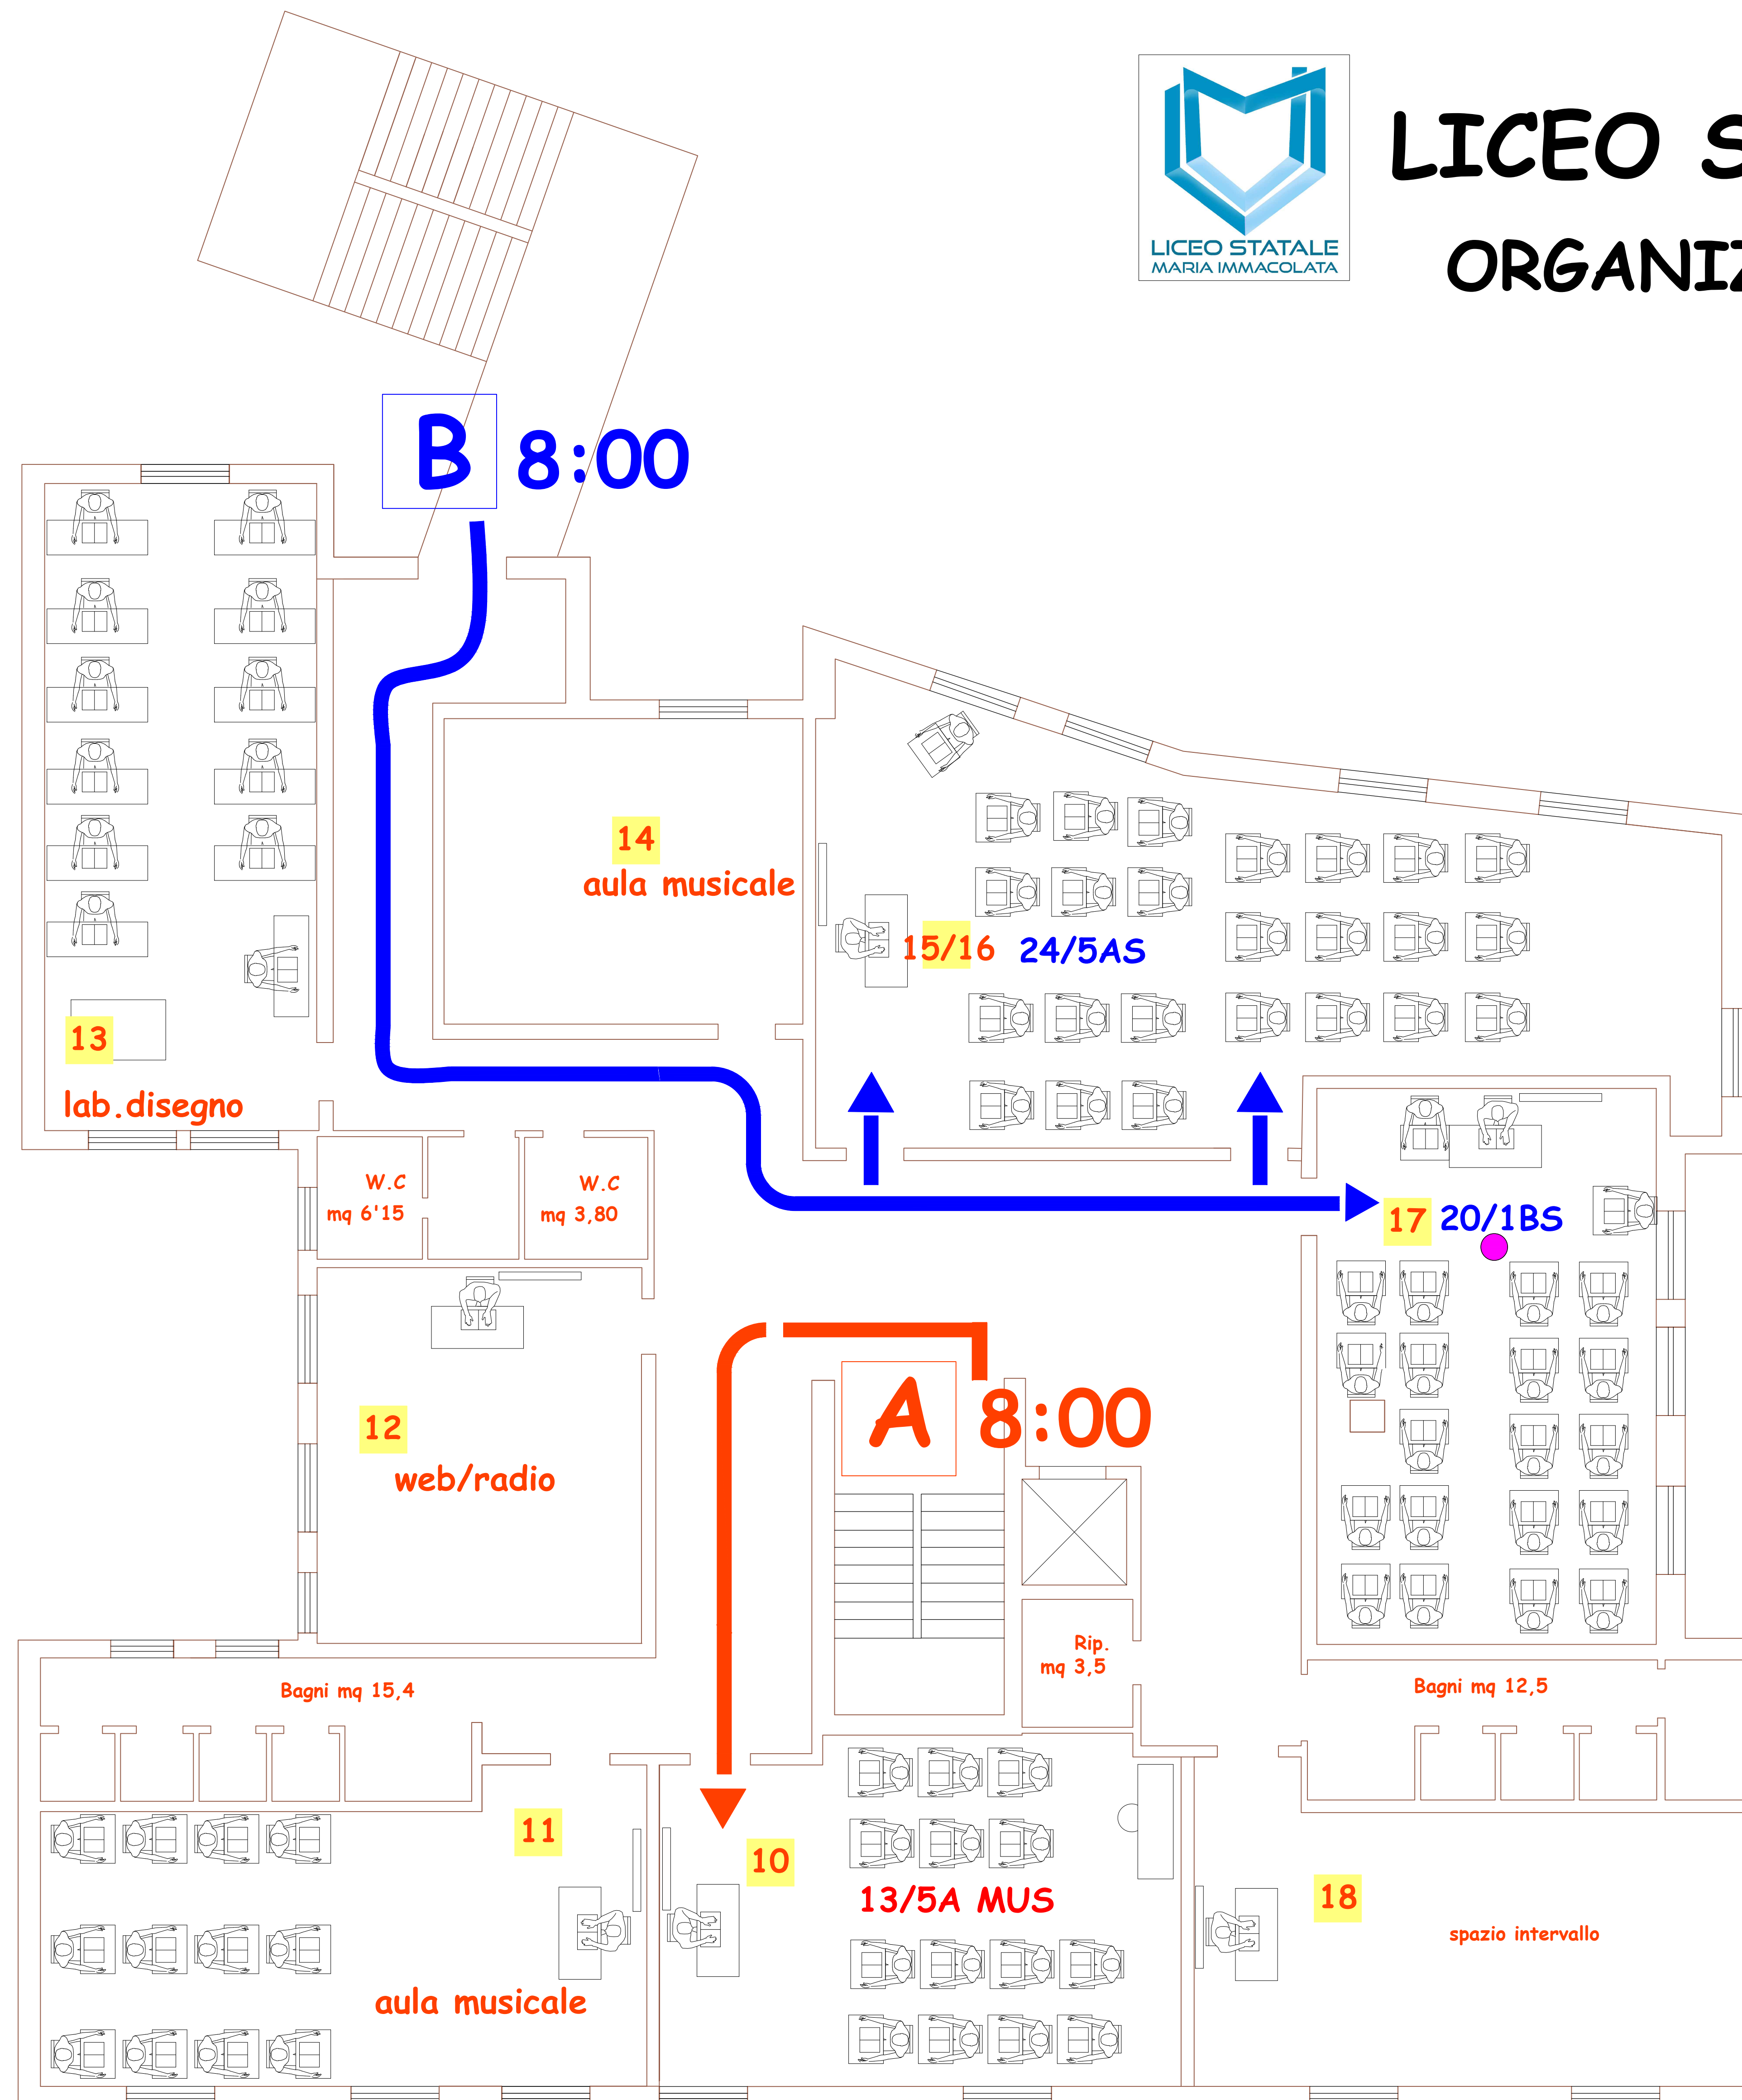 LICEO S
ORGANIZ
LICEO STATALE
MARIA IMMACOLATA
B 8:00
14
aula musicale
15/16 24/5AS
13
lab.disegno
W.C
mq 6'15
W.C
mq 3,80
17 20/1BS
A 8:00
12
web/radio
Rip.
mq 3,5
Bagni mq 15,4
Bagni mq 12,5
11
10
13/5A MUS
18
spazio intervallo
aula musicale